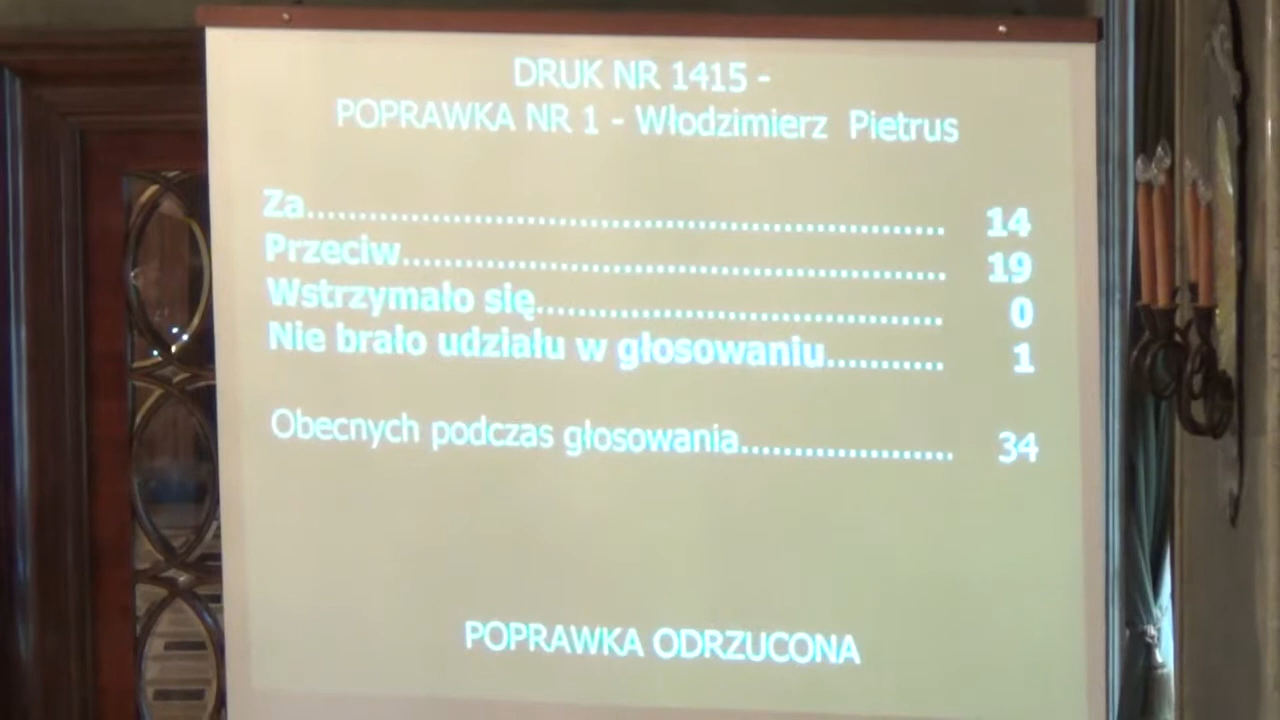 DRUK NR 1415 -
POPRAWKA NR 1 - Włodzimierz Pietrus
Za............................................................... 14
Przeciw...................................................... 19
Wstrzymało się........................................ 0
Nie brało udziału w głosowaniu............ 1
Obecnych podczas głosowania.................... 34
POPRAWKA ODRZUCONA